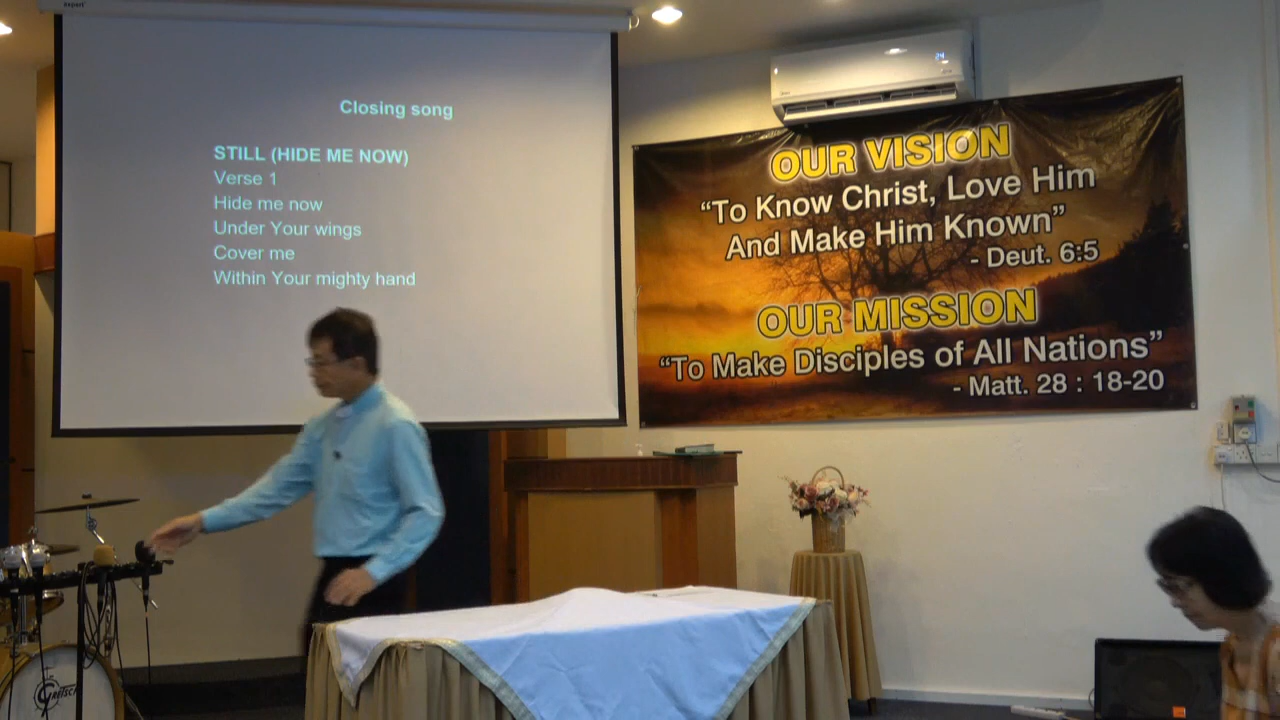 expert
Closing song
STILL (HIDE ME NOW)
Verse 1
Hide me now
Under Your wings
Cover me
Within Your mighty hand
24
OUR VISION
“To Know Christ, Love Him
And Make Him Known”
- Deut. 6:5
OUR MISSION
“To Make Disciples of All Nations”
- Matt. 28 : 18-20
GRETSCH